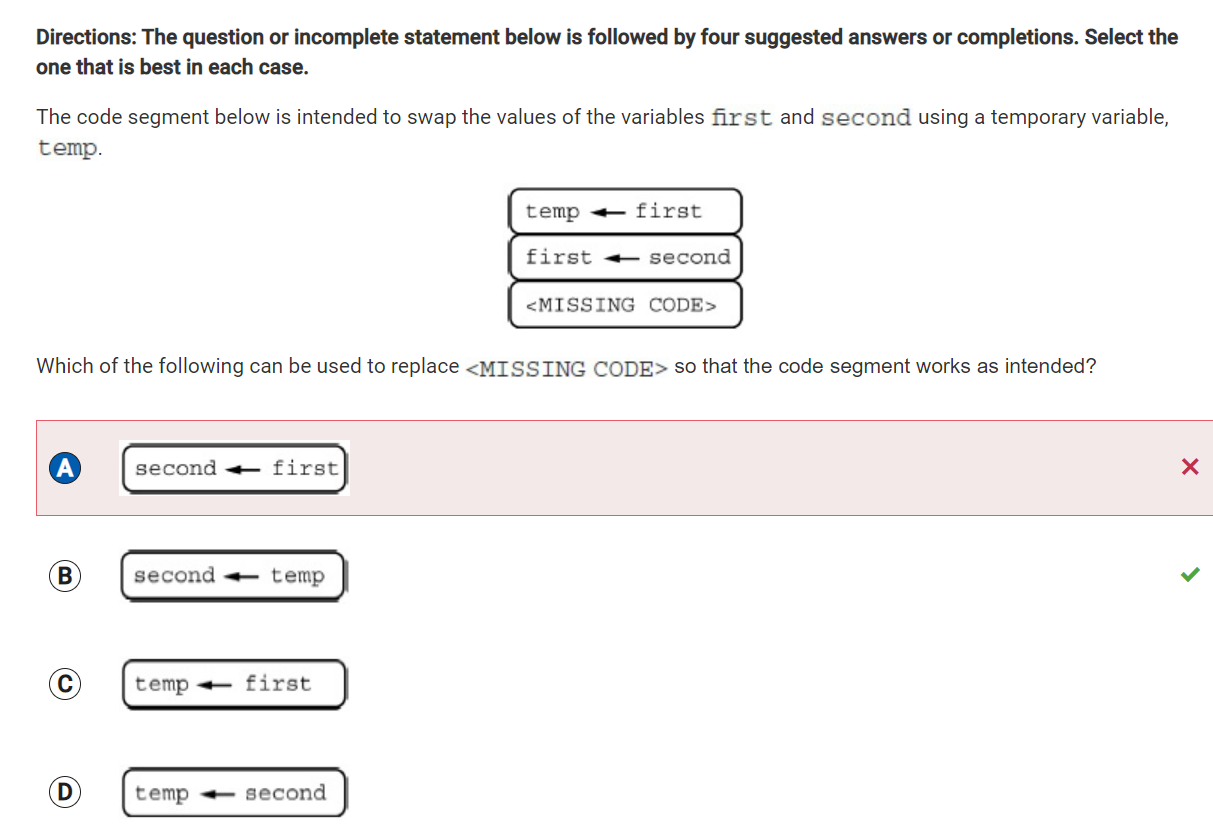 Directions: The question or incomplete statement below is followed by four suggested answers or completions. Select the
one that is best in each case.
The code segment below is intended to swap the values of the variables first and second using a temporary variable,
temp.
temp ← first
first ← second
<MISSING CODE>
Which of the following can be used to replace <MISSING CODE> so that the code segment works as intended?
A second ← first
B second ← temp
C temp ← first
D temp ← second